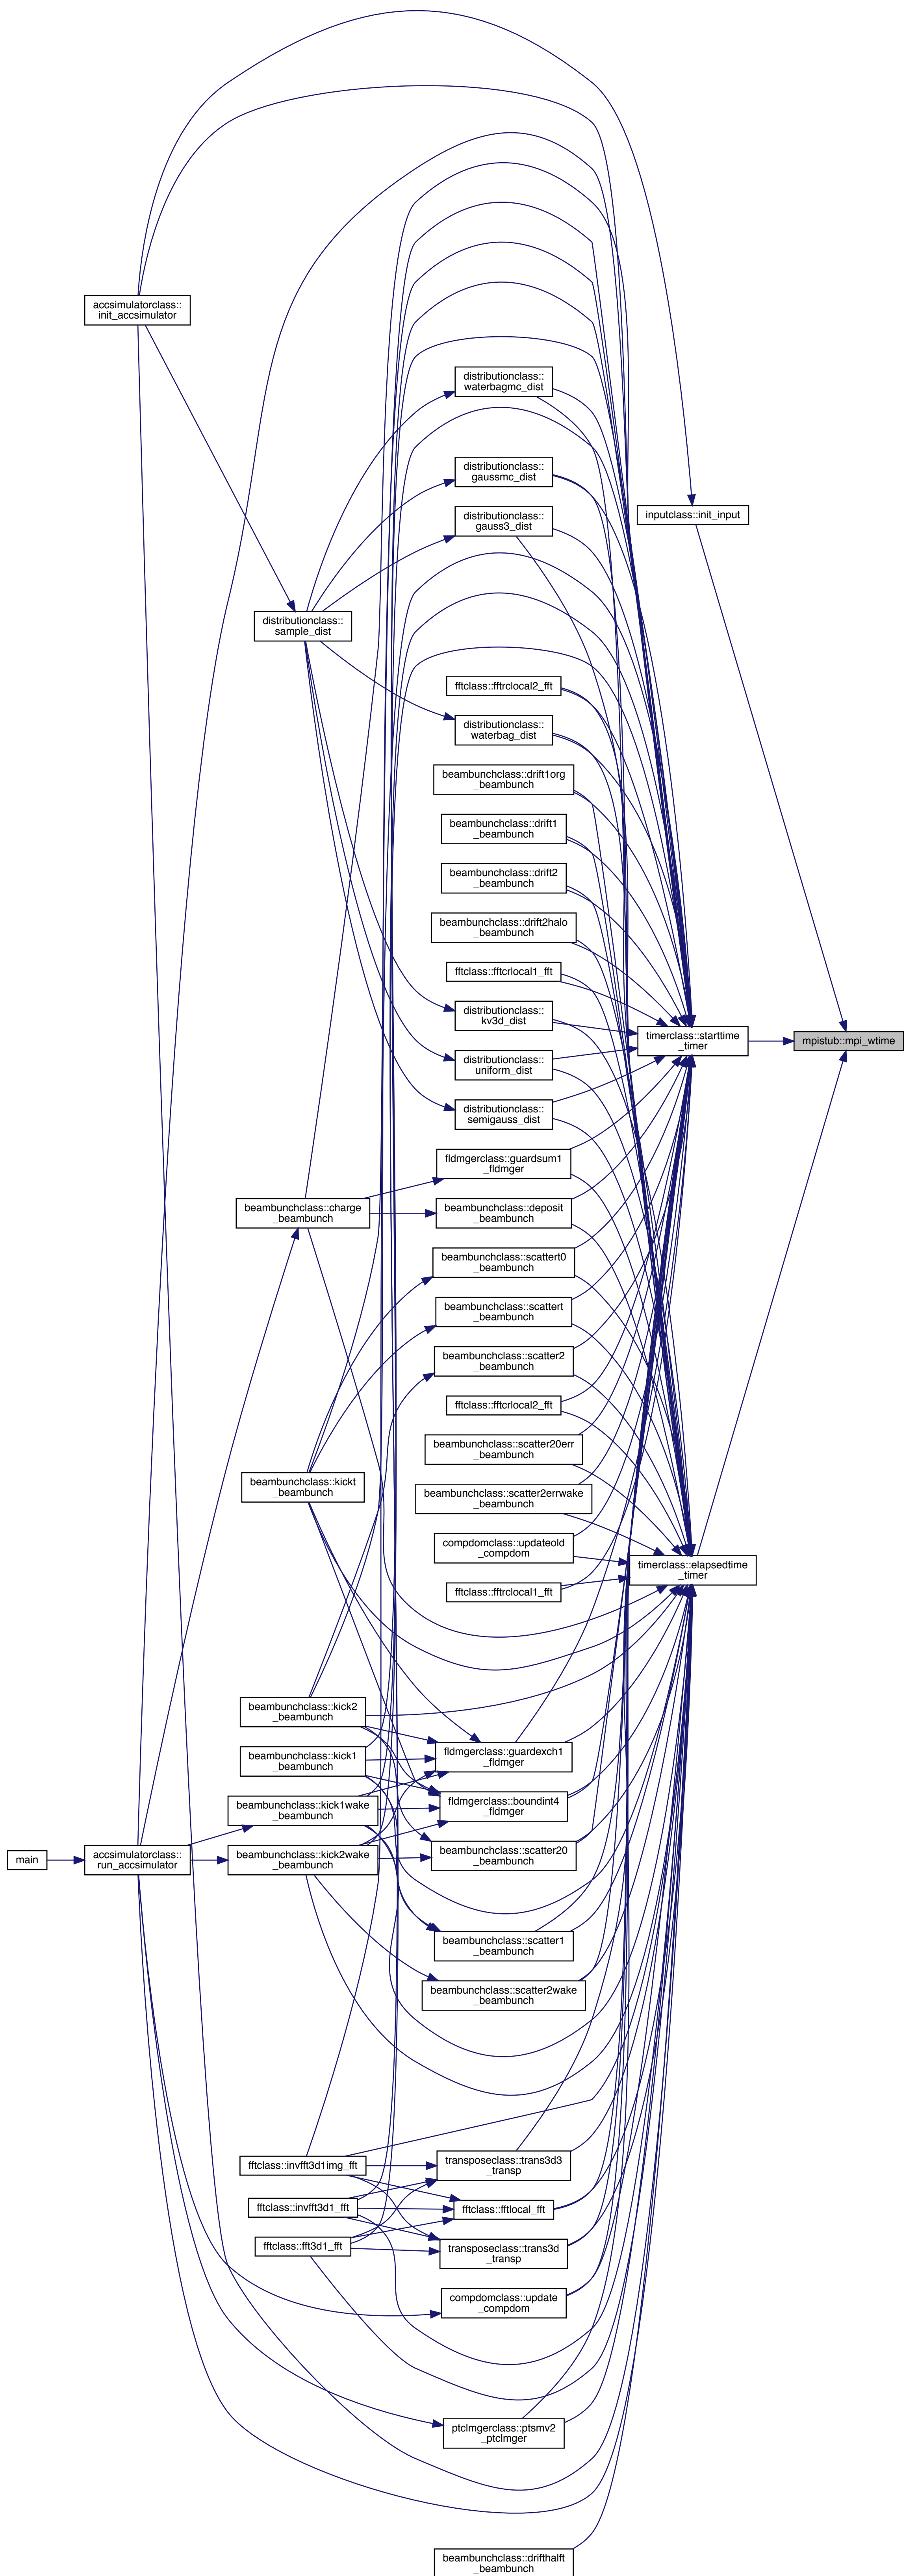 accsimulatorclass::
init_accsimulator
distributionclass::
waterbagmc_dist
distributionclass::
gaussmc_dist
inputclass::init_input
distributionclass::
gauss3_dist
distributionclass::
sample_dist
fftclass::fftrclocal2_fft
distributionclass::
waterbag_dist
beambunchclass::drift1org
_beambunch
beambunchclass::drift1
_beambunch
beambunchclass::drift2
_beambunch
beambunchclass::drift2halo
_beambunch
fftclass::fftcrlocal1_fft
distributionclass::
kv3d_dist
timerclass::starttime
_timer
mpistub::mpi_wtime
distributionclass::
uniform_dist
distributionclass::
semigauss_dist
fldmgerclass::guardsum1
_fldmger
beambunchclass::charge
_beambunch
beambunchclass::deposit
_beambunch
beambunchclass::scattert0
_beambunch
beambunchclass::scattert
_beambunch
beambunchclass::scatter2
_beambunch
fftclass::fftcrlocal2_fft
beambunchclass::scatter20err
_beambunch
beambunchclass::kickt
_beambunch
beambunchclass::scatter2errwake
_beambunch
compdomclass::updateold
_compdom
timerclass::elapsedtime
_timer
fftclass::fftrclocal1_fft
beambunchclass::kick2
_beambunch
fldmgerclass::guardexch1
_fldmger
beambunchclass::kick1
_beambunch
beambunchclass::kick1wake
_beambunch
fldmgerclass::boundint4
_fldmger
main
accsimulatorclass::
run_accsimulator
beambunchclass::kick2wake
_beambunch
beambunchclass::scatter20
_beambunch
beambunchclass::scatter1
_beambunch
beambunchclass::scatter2wake
_beambunch
fftclass::invfft3d1img_fft
transposeclass::trans3d3
_transp
fftclass::invfft3d1_fft
fftclass::fftlocal_fft
fftclass::fft3d1_fft
transposeclass::trans3d
_transp
compdomclass::update
_compdom
ptclmgerclass::ptsmv2
_ptclmger
beambunchclass::drifthalft
_beambunch